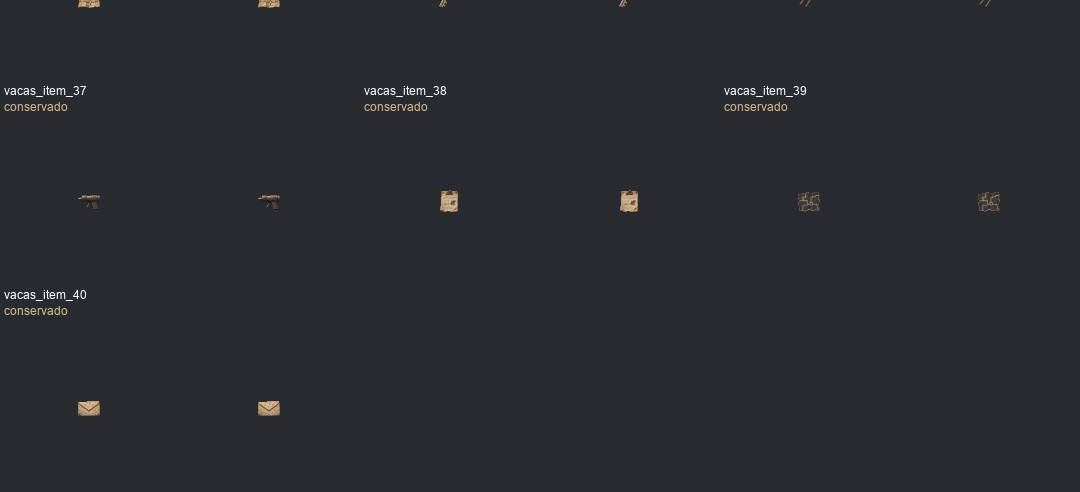 vacas_item_37
conservado
vacas_item_38
conservado
vacas_item_39
conservado
vacas_item_40
conservado